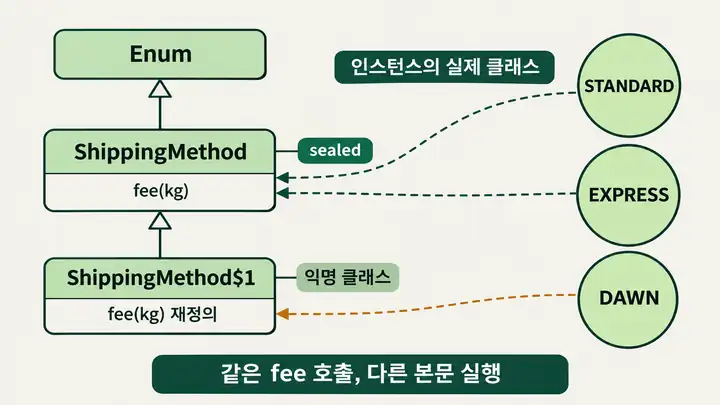 Enum
인스턴스의 실제 클래스
STANDARD
ShippingMethod
sealed
fee(kg)
EXPRESS
ShippingMethod$1
익명 클래스
fee(kg) 재정의
DAWN
같은 fee 호출, 다른 본문 실행